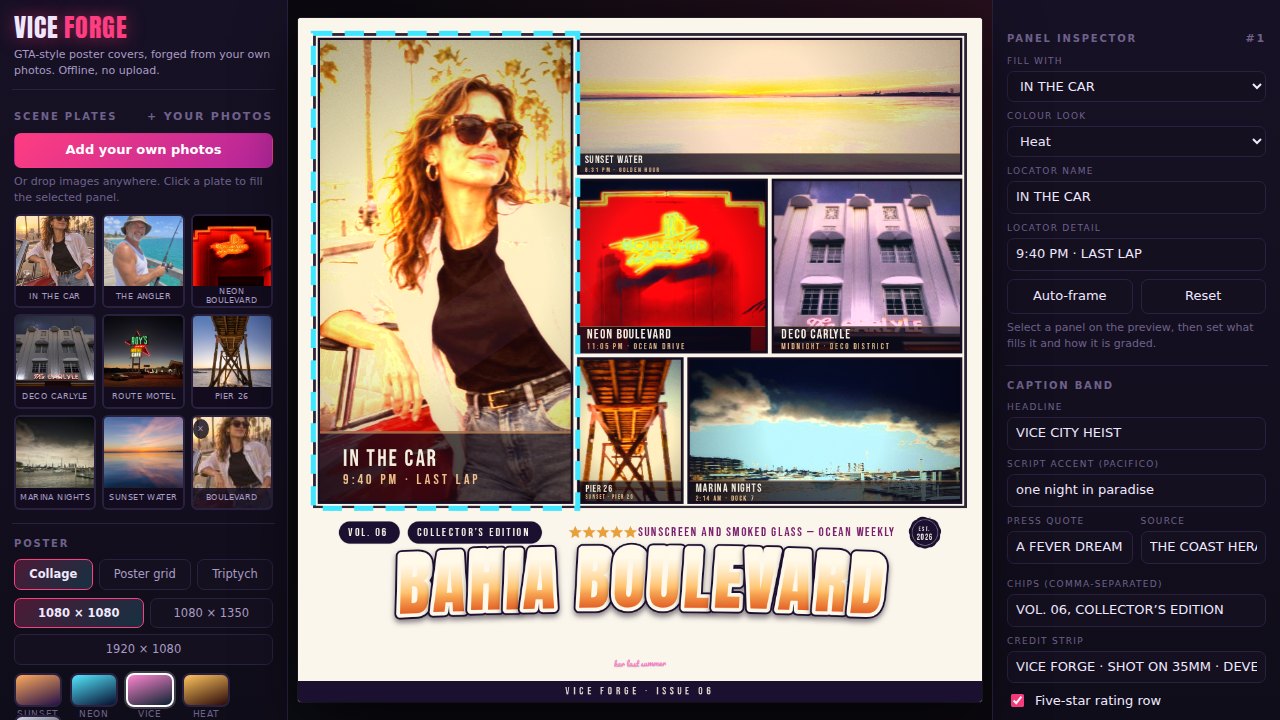 VICE FORGE
GTA-style poster covers, forged from your own
photos. Offline, no upload.
SCENE PLATES
+ YOUR PHOTOS
Add your own photos
Or drop images anywhere. Click a plate to fill
the selected panel.
IN THE CAR
THE ANGLER
NEON
BOULEVARD
DECO CARLYLE
ROUTE MOTEL
PIER 26
MARINA NIGHTS
SUNSET WATER
×
BOULEVARD
POSTER
Collage
Poster grid
Triptych
1080 × 1080
1080 × 1350
1920 × 1080
SUNSET
NEON
VICE
HEAT
IN THE CAR
9:40 PM · LAST LAP
SUNSET WATER
8:31 PM · GOLDEN HOUR
NEON BOULEVARD
11:05 PM · OCEAN DRIVE
DECO CARLYLE
MIDNIGHT · DECO DISTRICT
PIER 26
SUNSET · PIER 26
MARINA NIGHTS
2:14 AM · DOCK 7
VOL. 06
COLLECTOR'S EDITION
★★★★★SUNSCREEN AND SMOKED GLASS — OCEAN WEEKLY
EST.
2026
BAHIA BOULEVARD
her last summer
VICE FORGE · ISSUE 06
PANEL INSPECTOR
#1
FILL WITH
IN THE CAR
COLOUR LOOK
Heat
LOCATOR NAME
IN THE CAR
LOCATOR DETAIL
9:40 PM · LAST LAP
Auto-frame
Reset
Select a panel on the preview, then set what
fills it and how it is graded.
CAPTION BAND
HEADLINE
VICE CITY HEIST
SCRIPT ACCENT (PACIFICO)
one night in paradise
PRESS QUOTE
SOURCE
A FEVER DREAM
THE COAST HERA
CHIPS (COMMA-SEPARATED)
VOL. 06, COLLECTOR’S EDITION
CREDIT STRIP
VICE FORGE · SHOT ON 35MM · DEVE
Five-star rating row